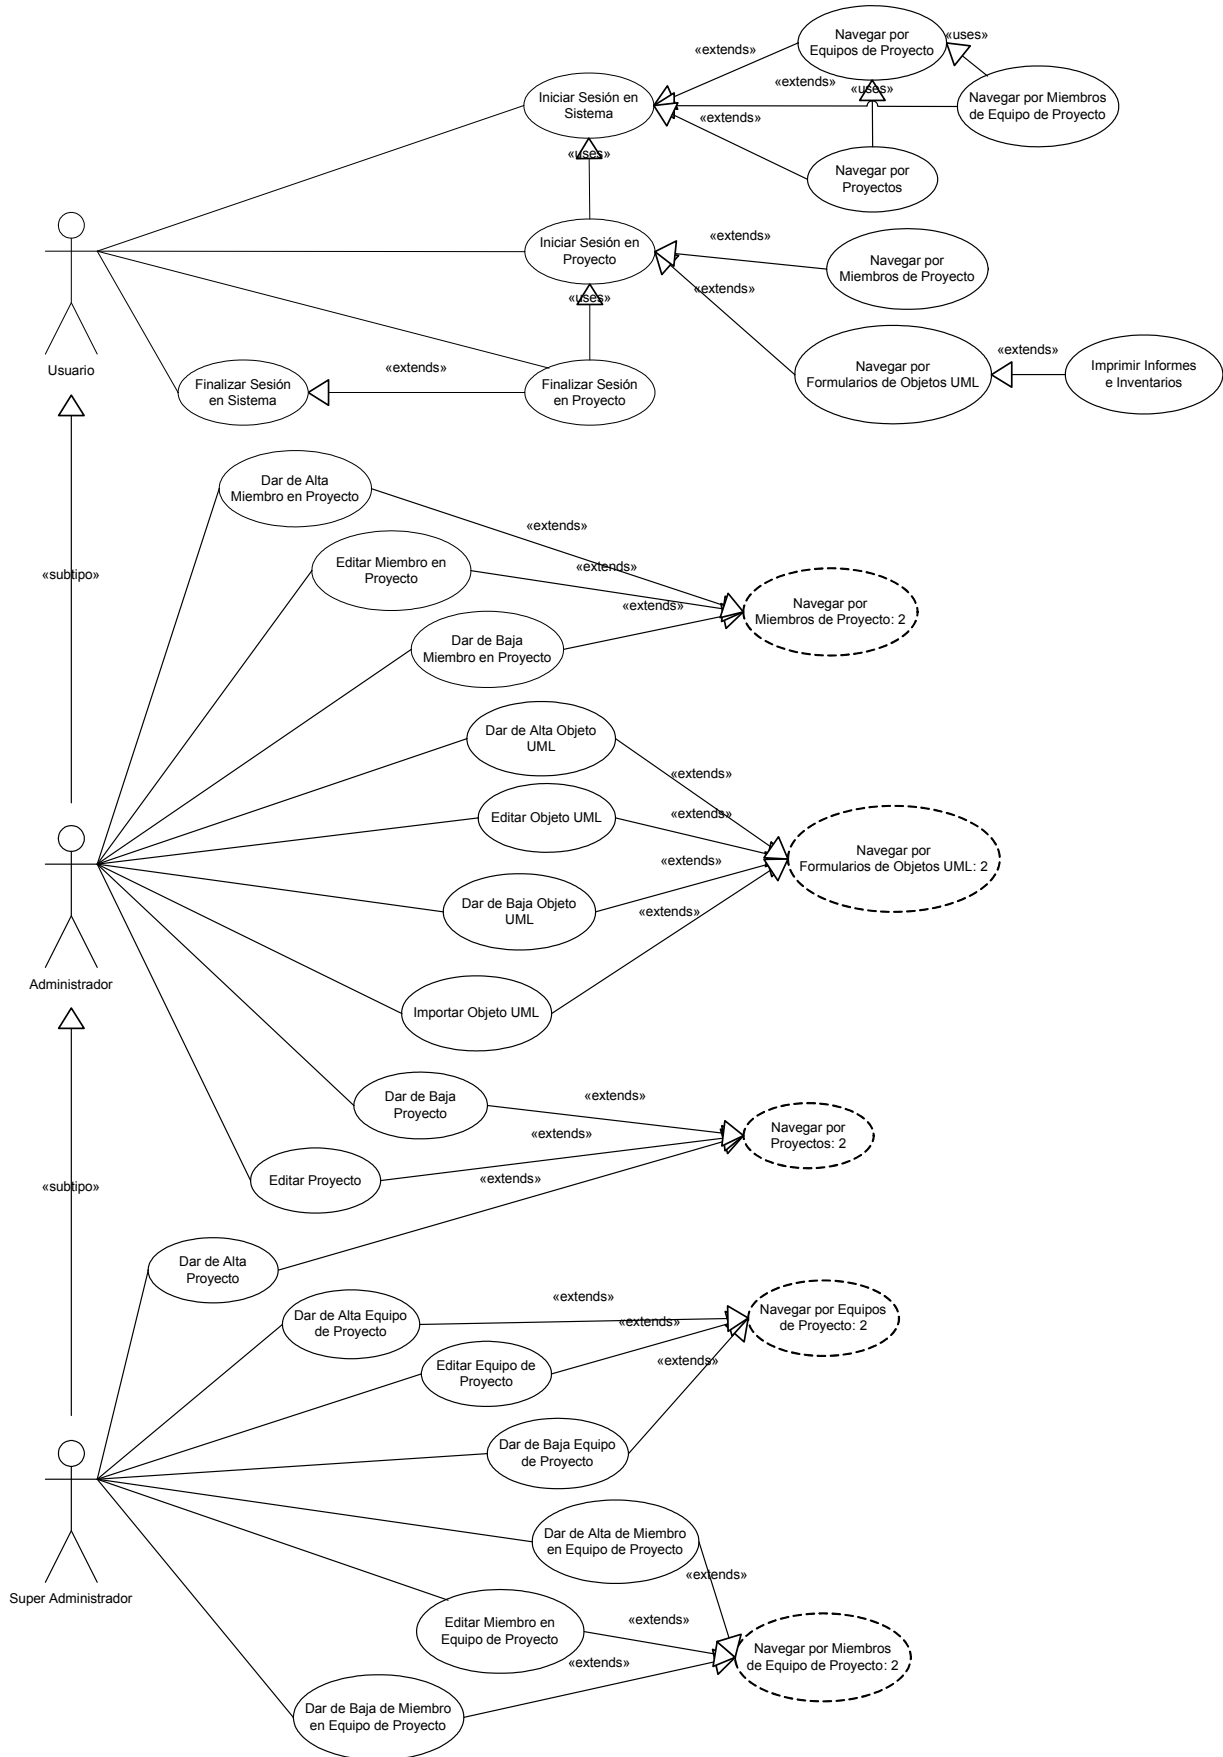 Navegar por
Equipos de Proyecto
«uses»
«extends»
«extends»
«uses»
Iniciar Sesión en
Sistema
Navegar por Miembros
de Equipo de Proyecto
«extends»
«uses»
Navegar por
Proyectos
Iniciar Sesión en
Proyecto
«extends»
Navegar por
Miembros de Proyecto
«extends»
«uses»
Usuario
Finalizar Sesión
en Sistema
«extends»
Finalizar Sesión
en Proyecto
Navegar por
Formularios de Objetos UML
«extends»
Imprimir Informes
e Inventarios
Dar de Alta
Miembro en Proyecto
«extends»
«subtipo»
Editar Miembro en
Proyecto
«extends»
Navegar por
Miembros de Proyecto: 2
«extends»
Dar de Baja
Miembro en Proyecto
Dar de Alta Objeto
UML
«extends»
Editar Objeto UML
«extends»
Navegar por
Formularios de Objetos UML: 2
«extends»
Dar de Baja Objeto
UML
«extends»
Administrador
Importar Objeto UML
Dar de Baja
Proyecto
«extends»
«extends»
Navegar por
Proyectos: 2
«subtipo»
Editar Proyecto
«extends»
Dar de Alta
Proyecto
Dar de Alta Equipo
de Proyecto
«extends»
«extends»
Navegar por Equipos
de Proyecto: 2
Editar Equipo de
Proyecto
«extends»
Dar de Baja Equipo
de Proyecto
Dar de Alta de Miembro
en Equipo de Proyecto
«extends»
Super Administrador
Editar Miembro en
Equipo de Proyecto
«extends»
Navegar por Miembros
de Equipo de Proyecto: 2
«extends»
Dar de Baja de Miembro
en Equipo de Proyecto